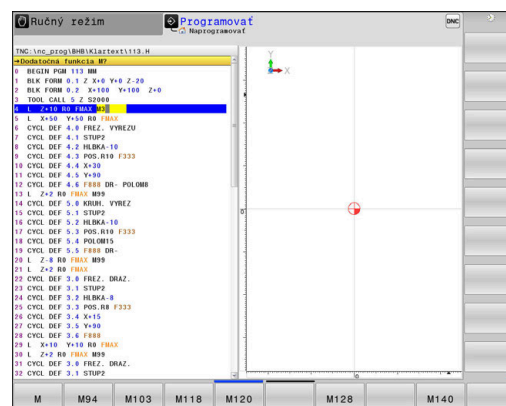 Ručný režim
Programovať
Naprogramovať
DNC
TNC:\nc_prog\BHB\Klartext\113.H
→Dodatočná funkcia M?
0 BEGIN PGM 113 MM
1 BLK FORM 0.1 Z X+0 Y+0 Z-20
2 BLK FORM 0.2 X+100 Y+100 Z+0
3 TOOL CALL 5 Z S2000
4 L Z+10 R0 FMAX M3
5 L X+50 Y+50 R0 FMAX
6 CYCL DEF 4.0 FREZ. VYREZU
7 CYCL DEF 4.1 STUP2
8 CYCL DEF 4.2 HLBKA-10
9 CYCL DEF 4.3 POS.R10 F333
10 CYCL DEF 4.4 X+30
11 CYCL DEF 4.5 Y+90
12 CYCL DEF 4.6 F888 DR- POLOM8
13 L Z+2 R0 FMAX M99
14 CYCL DEF 5.0 KRUH. VYREZ
15 CYCL DEF 5.1 STUP2
16 CYCL DEF 5.2 HLBKA-10
17 CYCL DEF 5.3 POS.R10 F333
18 CYCL DEF 5.4 POLOM15
19 CYCL DEF 5.5 F888 DR-
20 L Z-8 R0 FMAX M99
21 L Z+2 R0 FMAX
22 CYCL DEF 3.0 FREZ. DRAZ.
23 CYCL DEF 3.1 STUP2
24 CYCL DEF 3.2 HLBKA-8
25 CYCL DEF 3.3 POS.R8 F333
26 CYCL DEF 3.4 X+15
27 CYCL DEF 3.5 Y+90
28 CYCL DEF 3.6 F888
29 L X+10 Y+10 R0 FMAX
30 L Z+2 R0 FMAX M99
31 CYCL DEF 3.0 FREZ. DRAZ.
32 CYCL DEF 3.1 STUP2
Y
X
0
0
M M94 M103 M118 M120 M128 M140